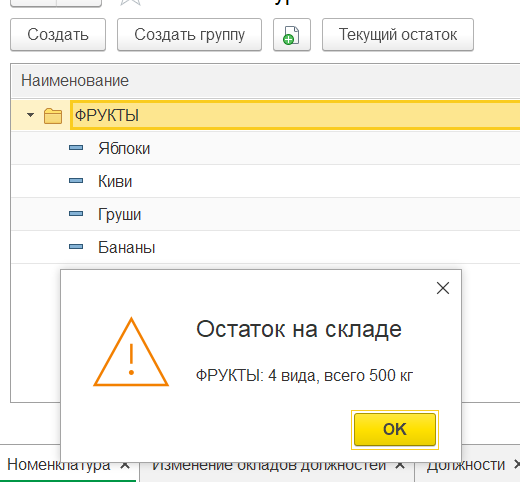 Создать Создать группу Текущий остаток
Наименование
ФРУКТЫ
Яблоки
Киви
Груши
Бананы
Остаток на складе
ФРУКТЫ: 4 вида, всего 500 кг
OK
Номенклатура × Изменение окладов должностей × Должности ×